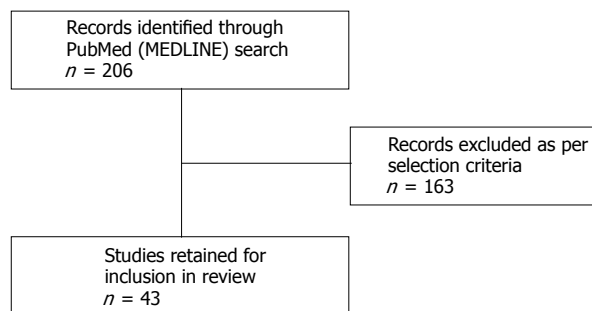 Records identified through
PubMed (MEDLINE) search
n = 206
Records excluded as per
selection criteria
n = 163
Studies retained for
inclusion in review
n = 43